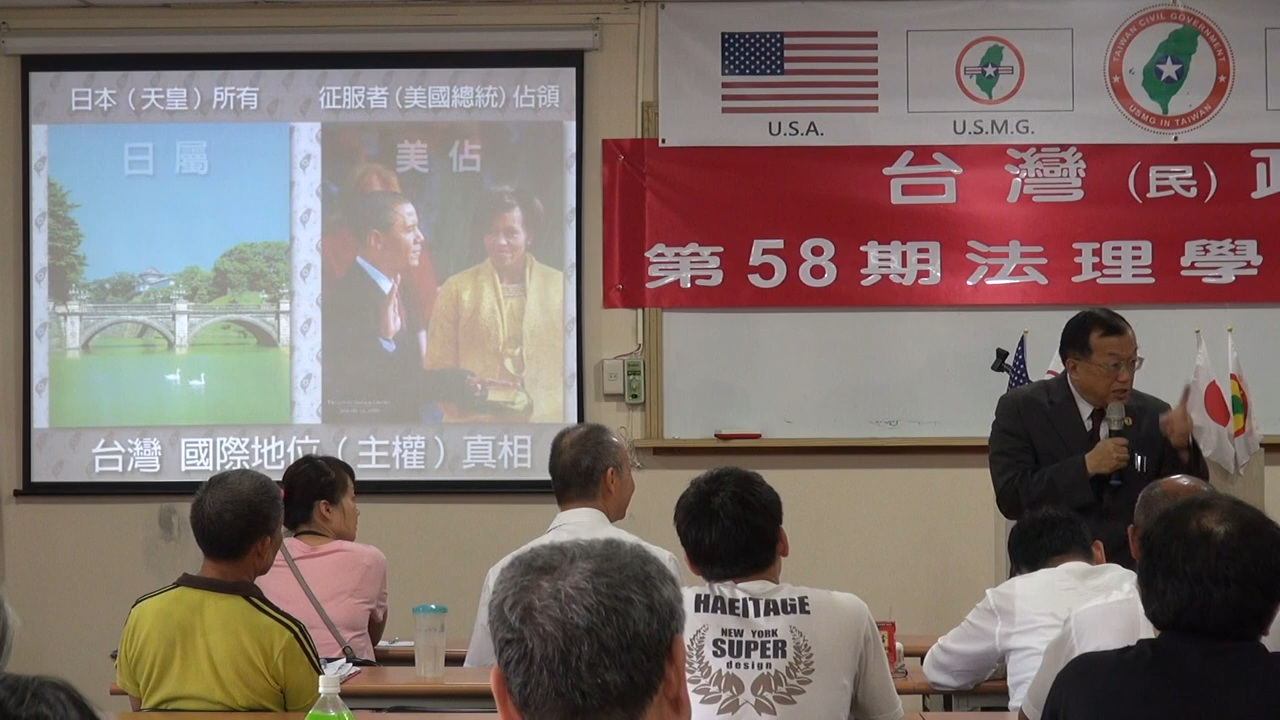 日本（天皇）所有
征服者（美國總統）佔領
日屬
美佔
台灣 國際地位（主權）真相
U.S.A.
U.S.M.G.
TAIWAN CIVIL GOVERNMENT
USMG IN TAIWAN
台灣(民)
第58期法理學
HAEITAGE
NEW YORK
SUPER
design